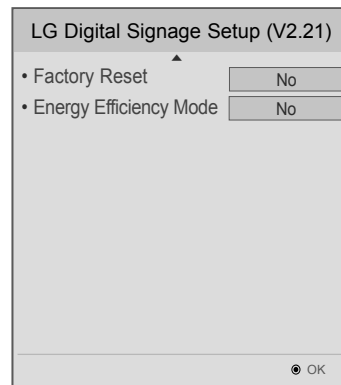 LG Digital Signage Setup (V2.21)
• Factory Reset No
• Energy Efficiency Mode No
OK